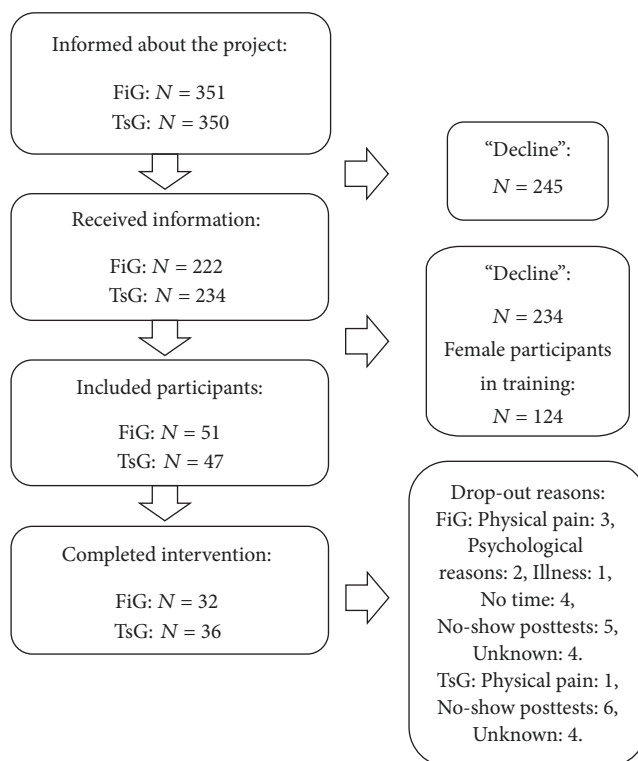 Informed about the project:
FiG: N = 351
TsG: N = 350
"Decline":
N = 245
Received information:
FiG: N = 222
TsG: N = 234
"Decline":
N = 234
Female participants
in training:
N = 124
Included participants:
FiG: N = 51
TsG: N = 47
Completed intervention:
FiG: N = 32
TsG: N = 36
Drop-out reasons:
FiG: Physical pain: 3,
Psychological
reasons: 2, Illness: 1,
No time: 4,
No-show posttests: 5,
Unknown: 4.
TsG: Physical pain: 1,
No-show posttests: 6,
Unknown: 4.